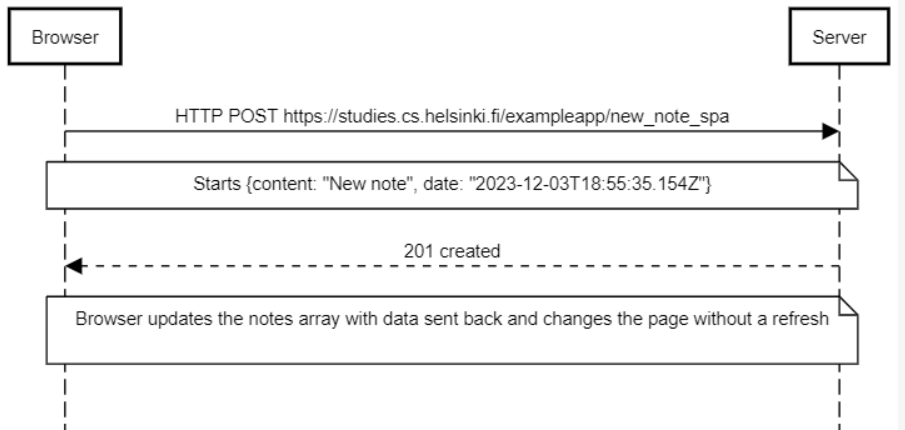 Browser
Server
HTTP POST https://studies.cs.helsinki.fi/exampleapp/new_note_spa
Starts {content: "New note", date: "2023-12-03T18:55:35.154Z"}
201 created
Browser updates the notes array with data sent back and changes the page without a refresh